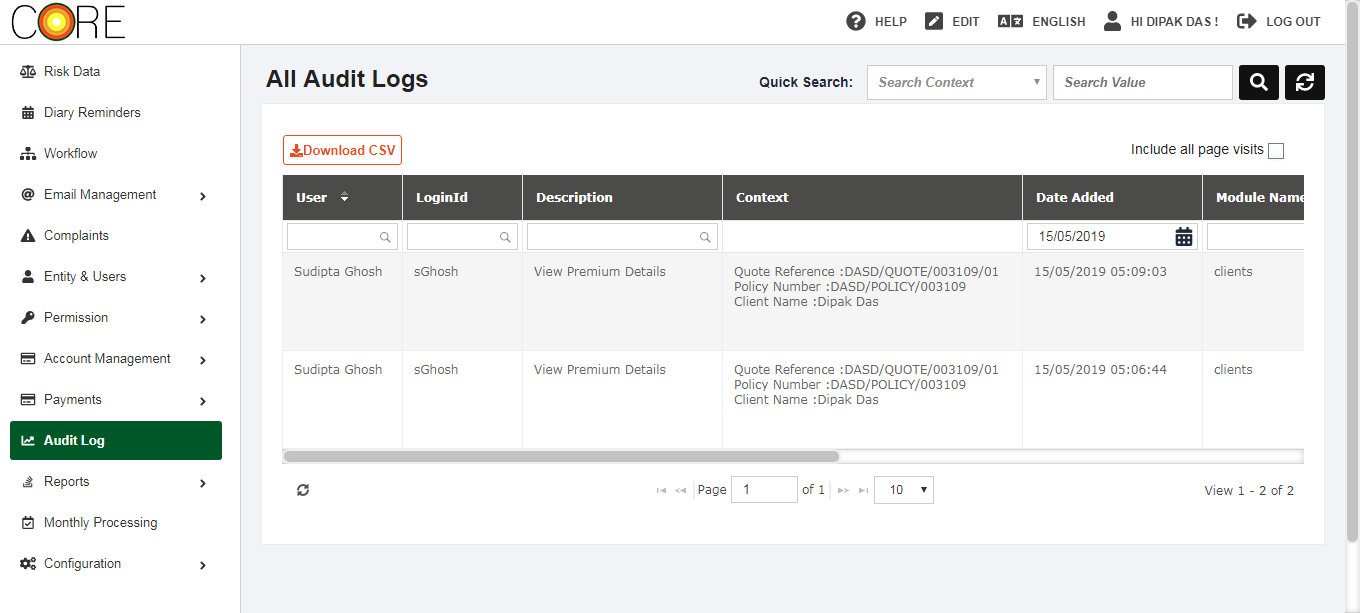 CORE
HELP
EDIT
ENGLISH
HI DIPAK DAS !
LOG OUT
Risk Data
Diary Reminders
Workflow
Email Management
Complaints
Entity & Users
Permission
Account Management
Payments
Audit Log
Reports
Monthly Processing
Configuration
All Audit Logs
Quick Search:
Search Context
Search Value
Download CSV
Include all page visits
User
LoginId
Description
Context
Date Added
Module Name
15/05/2019
Sudipta Ghosh
sGhosh
View Premium Details
Quote Reference :DASD/QUOTE/003109/01
Policy Number :DASD/POLICY/003109
Client Name :Dipak Das
15/05/2019 05:09:03
clients
Sudipta Ghosh
sGhosh
View Premium Details
Quote Reference :DASD/QUOTE/003109/01
Policy Number :DASD/POLICY/003109
Client Name :Dipak Das
15/05/2019 05:06:44
clients
Page 1 of 1
10
View 1 - 2 of 2